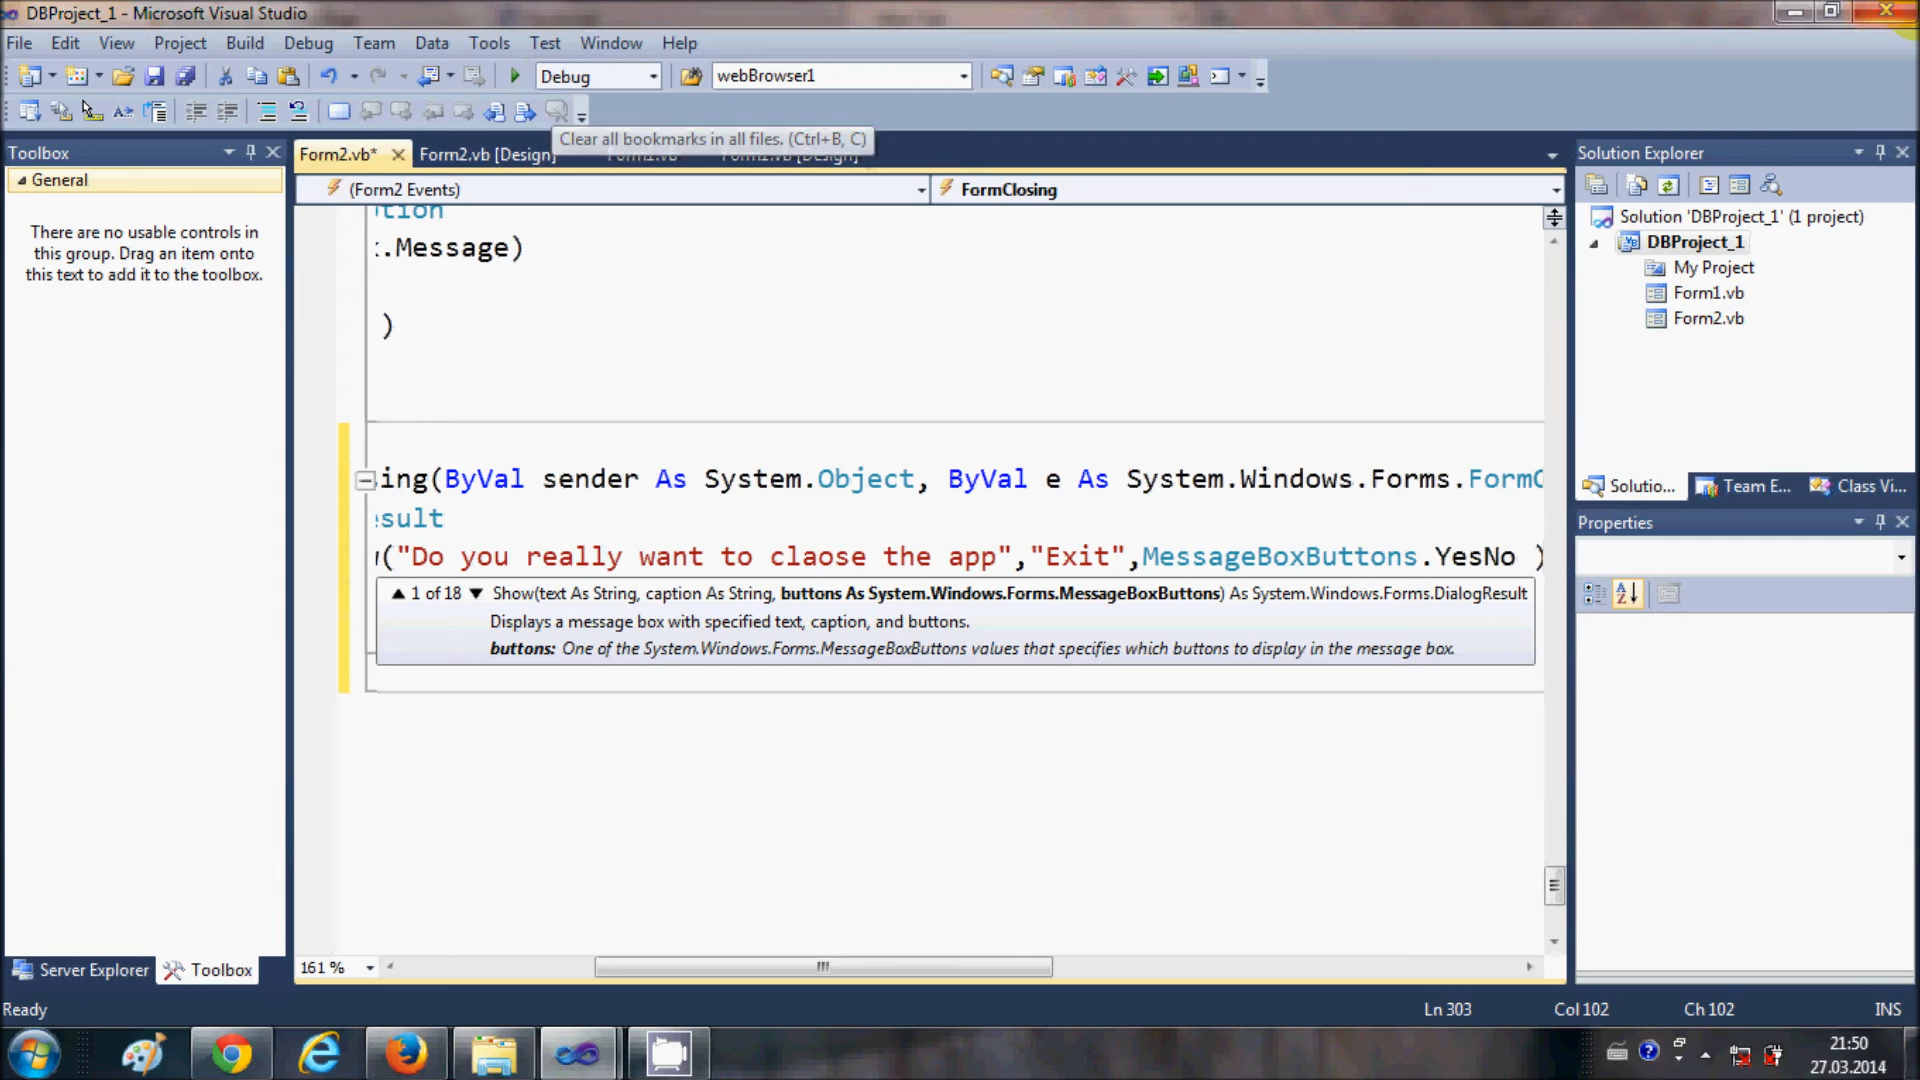 DBProject_1 - Microsoft Visual Studio
File Edit View Project Build Debug Team Data Tools Test Window Help
Debug webBrowser1
Clear all bookmarks in all files. (Ctrl+B, C)
Toolbox
Form2.vb* Form2.vb [Design]
Solution Explorer
General
(Form2 Events) FormClosing
There are no usable controls in
this group. Drag an item onto
this text to add it to the toolbox.
Solution 'DBProject_1' (1 project)
DBProject_1
My Project
Form1.vb
Form2.vb
tion
.Message)
)
ing(ByVal sender As System.Object, ByVal e As System.Windows.Forms.FormC
sult
("Do you really want to claose the app","Exit",MessageBoxButtons.YesNo )
1 of 18 Show(text As String, caption As String, buttons As System.Windows.Forms.MessageBoxButtons) As System.Windows.Forms.DialogResult
Displays a message box with specified text, caption, and buttons.
buttons: One of the System.Windows.Forms.MessageBoxButtons values that specifies which buttons to display in the message box.
Solutio... Team E... Class Vi...
Properties
Server Explorer Toolbox
161 %
Ready Ln 303 Col 102 Ch 102 INS
21:50
27.03.2014